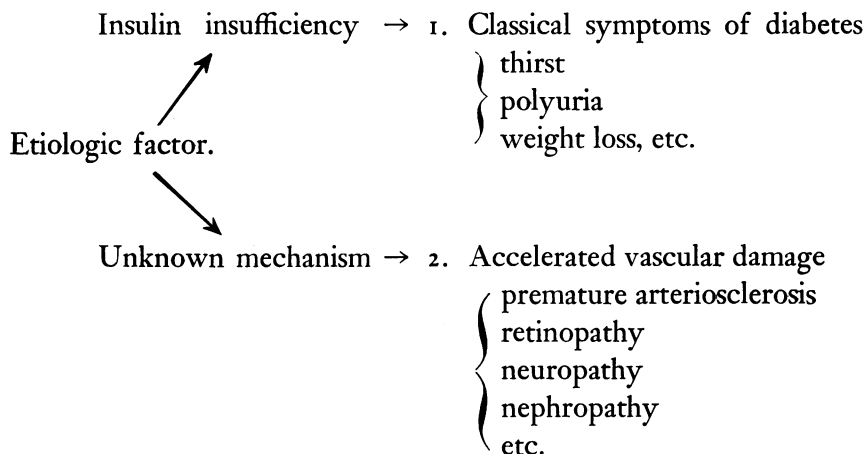 Insulin insufficiency → 1. Classical symptoms of diabetes
thirst
polyuria
weight loss, etc.
Etiologic factor.
Unknown mechanism → 2. Accelerated vascular damage
premature arteriosclerosis
retinopathy
neuropathy
nephropathy
etc.